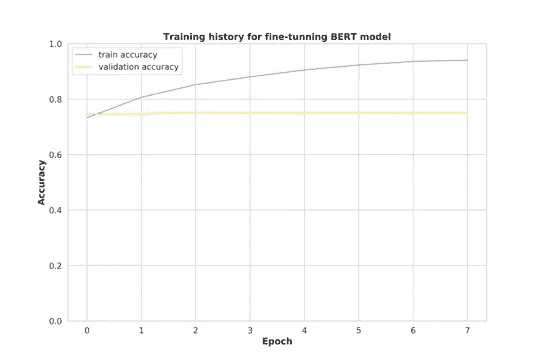 Training history for fine-tunning BERT model
train accuracy
validation accuracy
1.0
0.8
0.6
0.4
0.2
0.0
Accuracy
0 1 2 3 4 5 6 7
Epoch